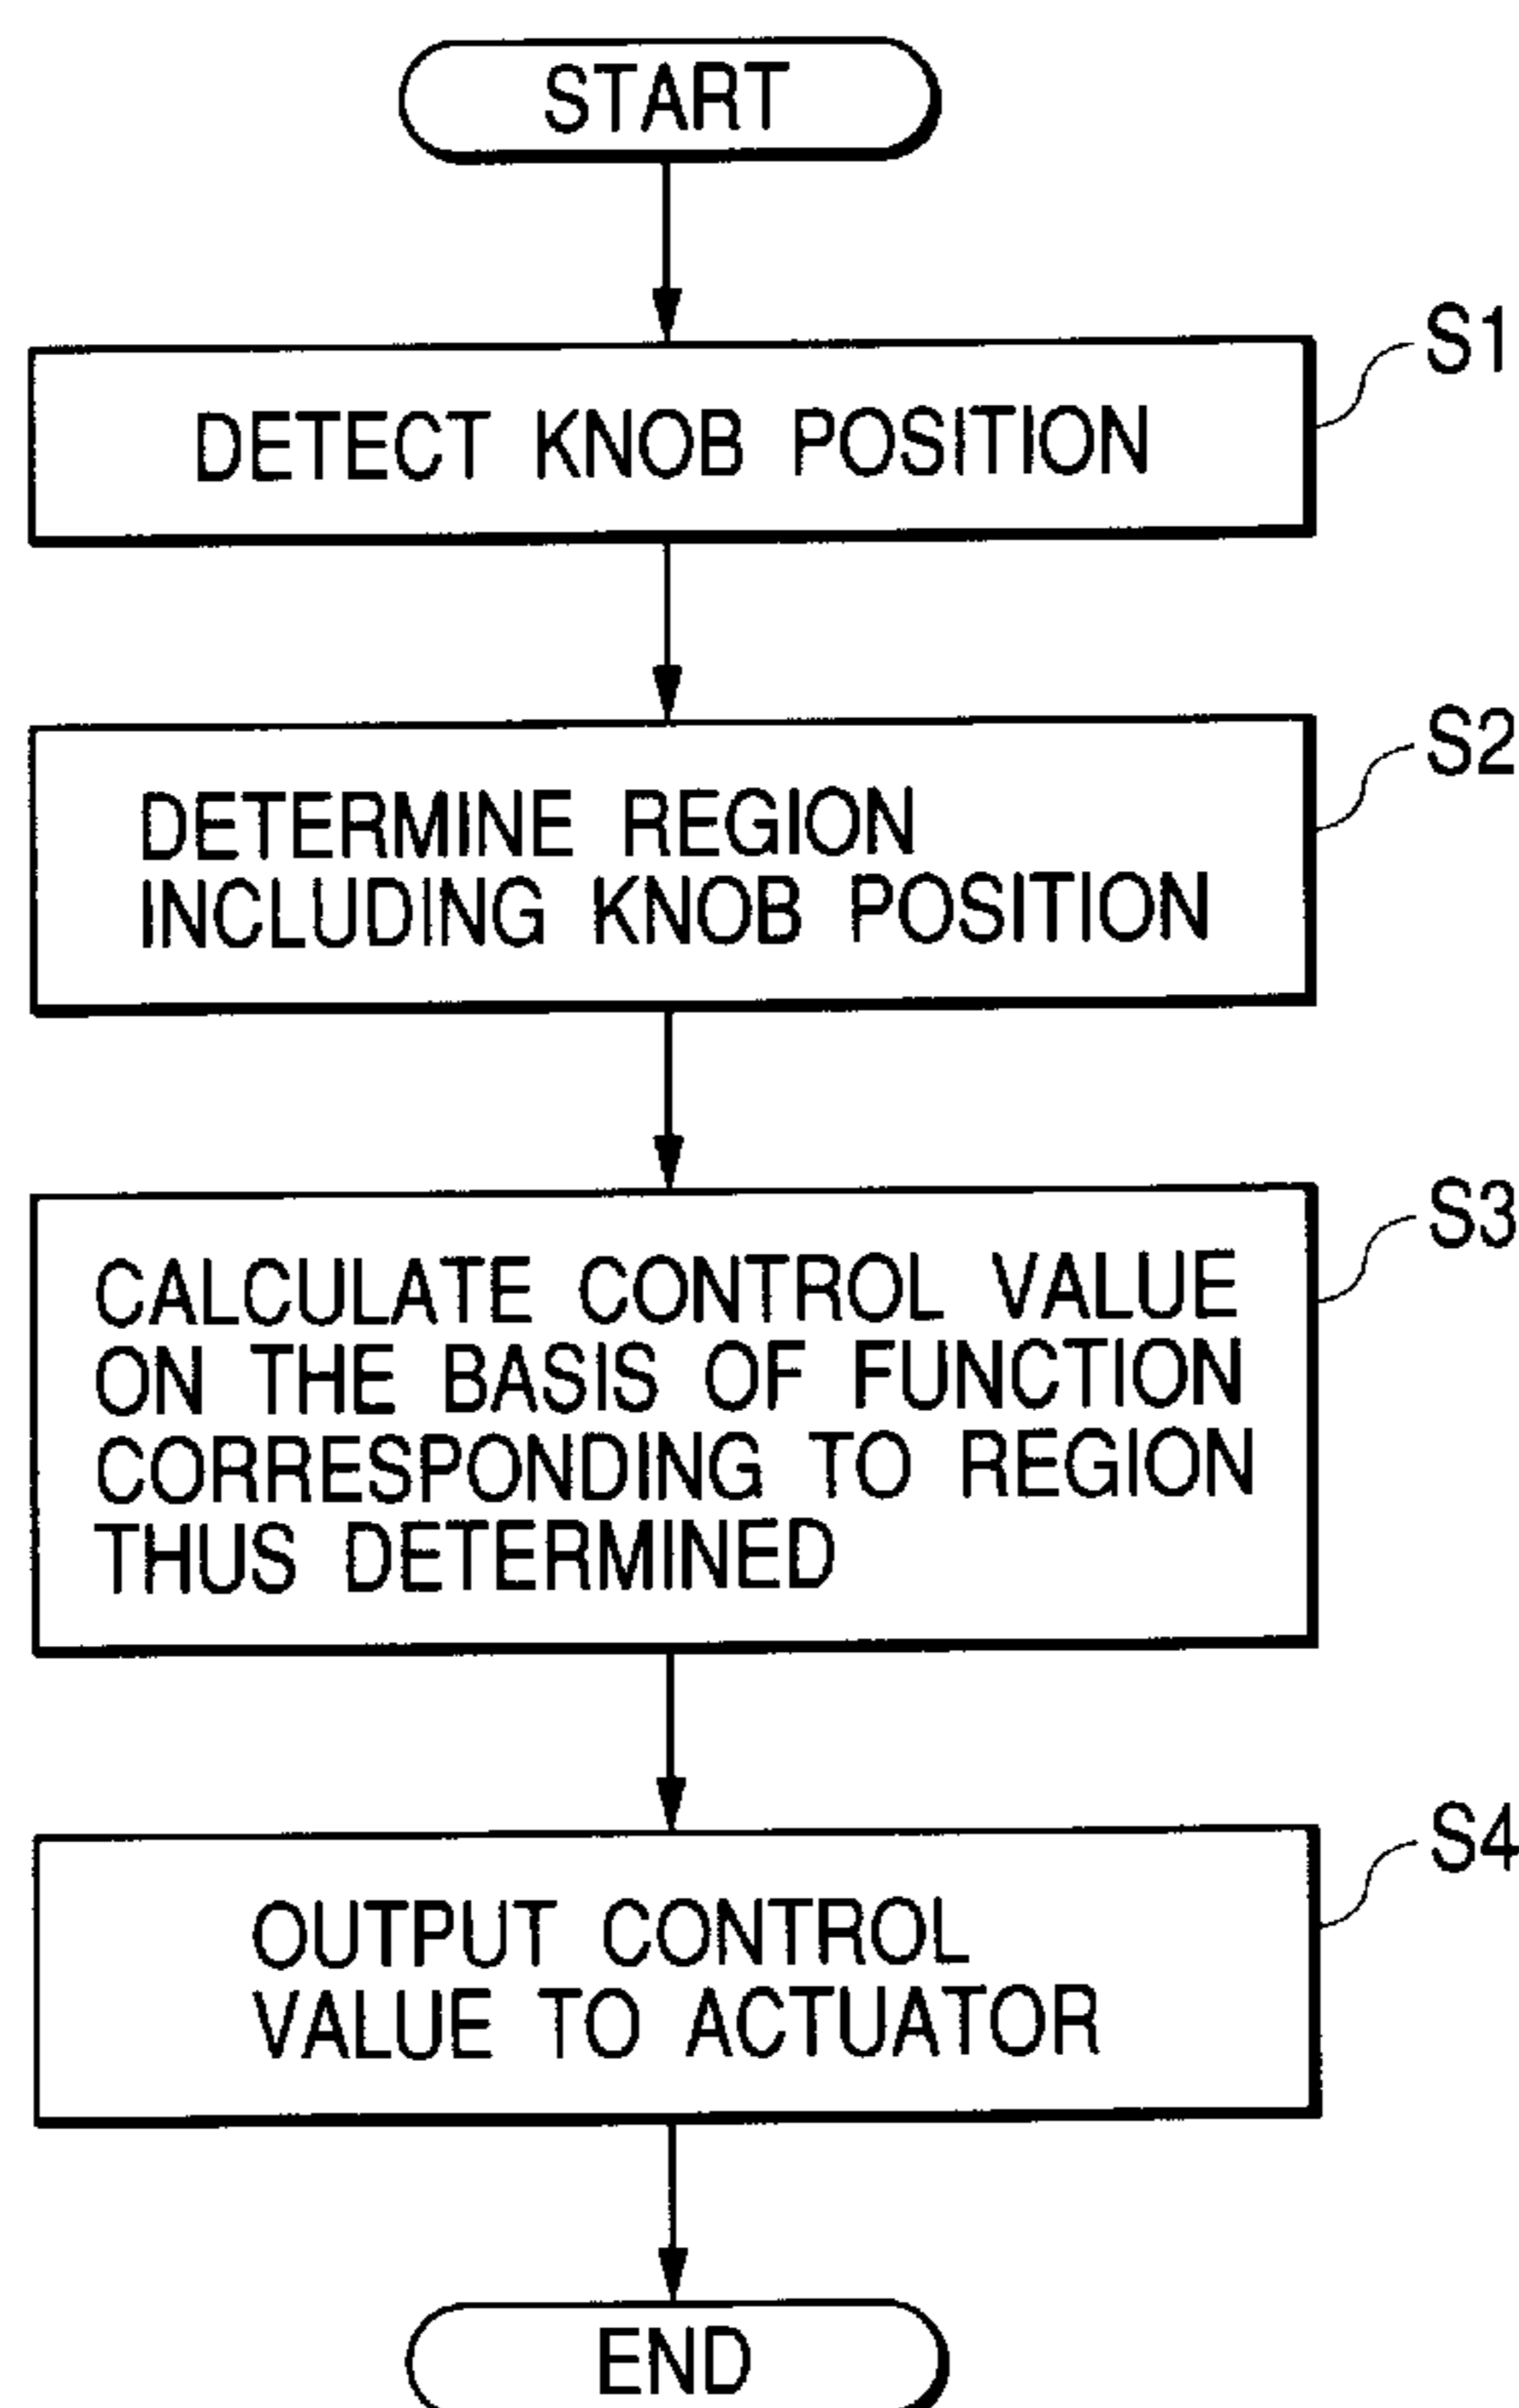 START
S1
DETECT KNOB POSITION
S2
DETERMINE REGION
INCLUDING KNOB POSITION
S3
CALCULATE CONTROL VALUE
ON THE BASIS OF FUNCTION
CORRESPONDING TO REGION
THUS DETERMINED
S4
OUTPUT CONTROL
VALUE TO ACTUATOR
END